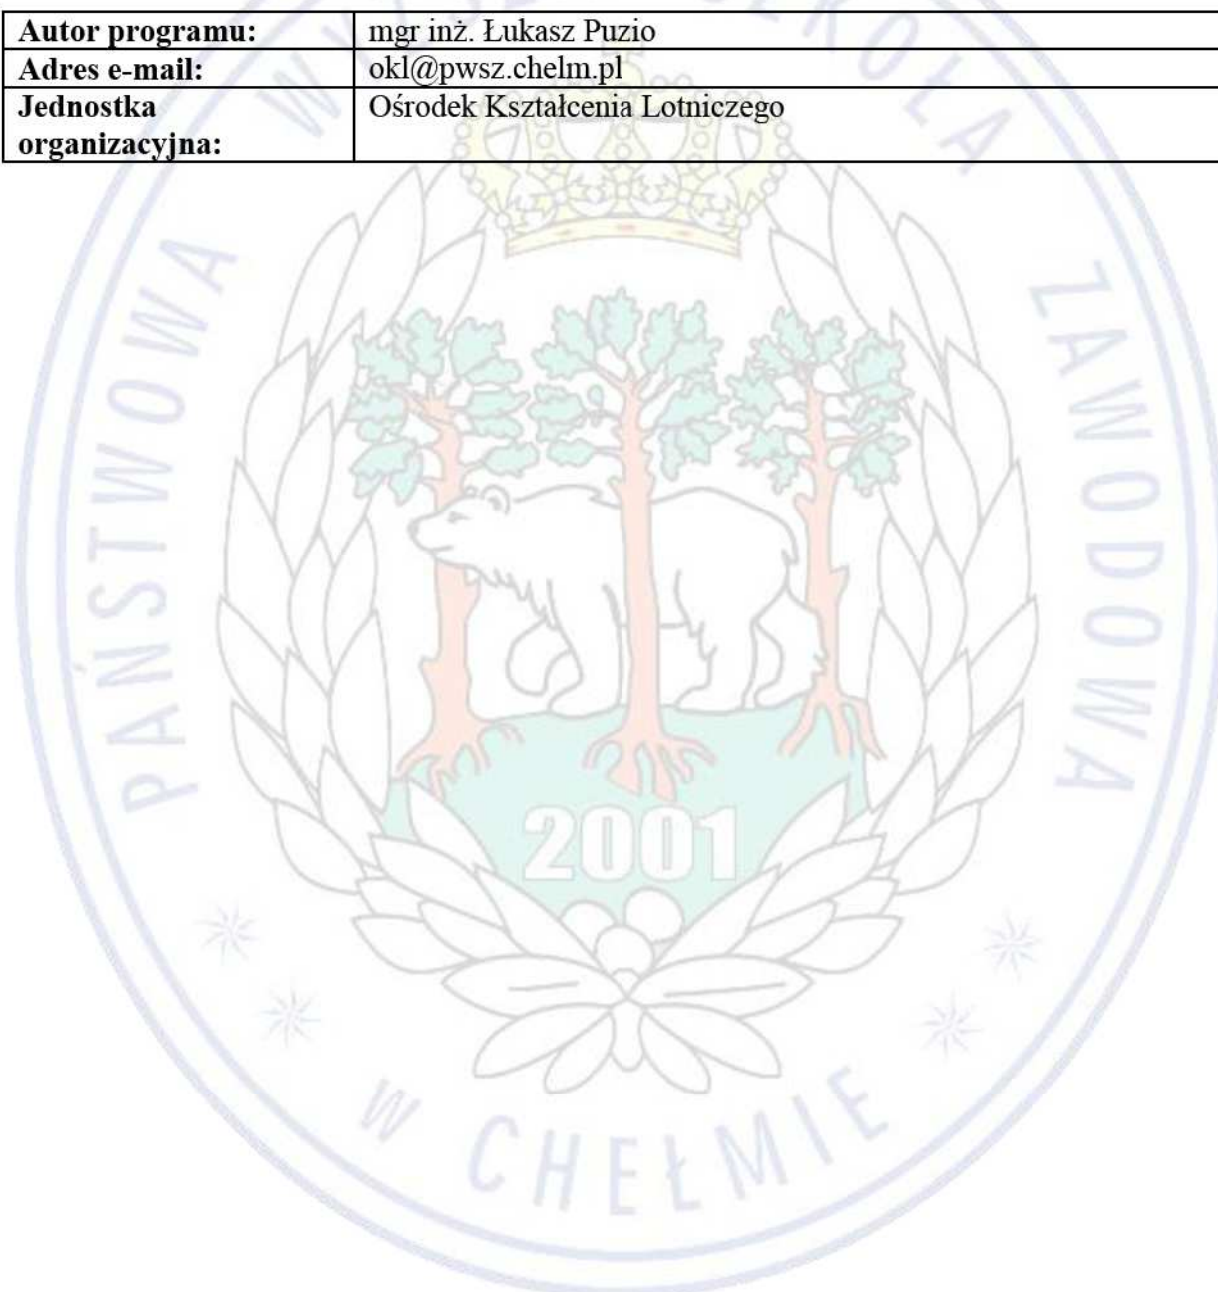 Autor programu: mgr inż. Łukasz Puzio
Adres e-mail: okl@pwsz.chelm.pl
Jednostka Ośrodek Kształcenia Lotniczego
organizacyjna:
PAŃSTWOWA
ZAWODOWA
2001
W CHEŁMIE